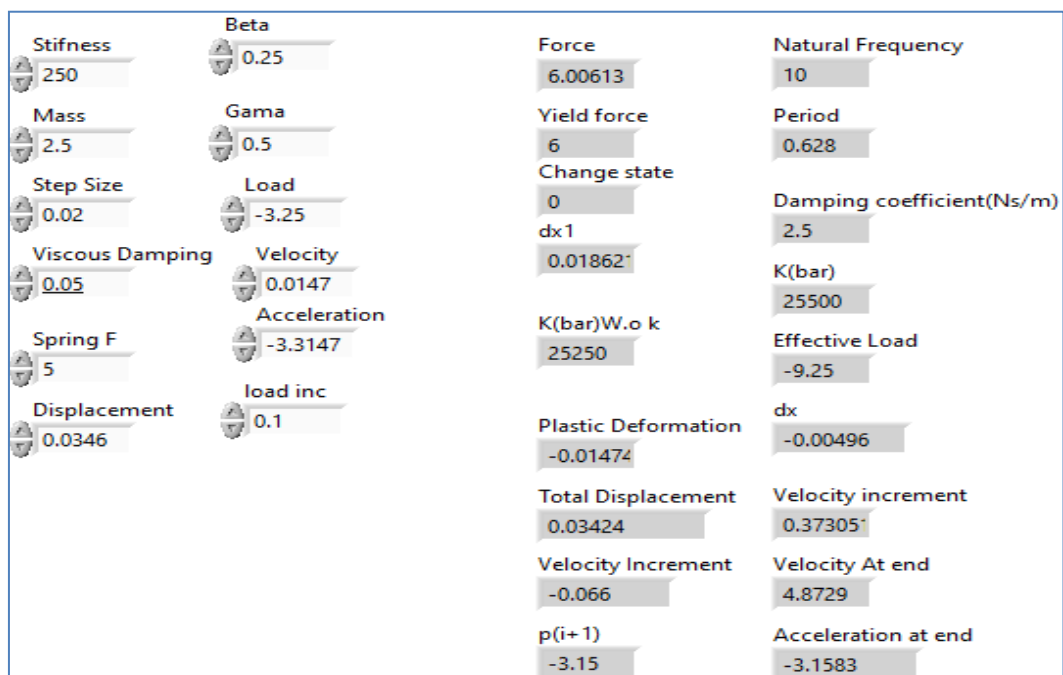 Stifness
250
Beta
0.25
Mass
2.5
Gama
0.5
Step Size
0.02
Load
-3.25
Viscous Damping
0.05
Velocity
0.0147
Acceleration
-3.3147
Spring F
5
load inc
0.1
Displacement
0.0346
Force
6.00613
Natural Frequency
10
Yield force
6
Period
0.628
Change state
0
Damping coefficient(Ns/m)
2.5
dx1
0.01862
K(bar)
25500
K(bar)W.o k
25250
Effective Load
-9.25
Plastic Deformation
-0.01474
dx
-0.00496
Total Displacement
0.03424
Velocity increment
0.37305
Velocity Increment
-0.066
Velocity At end
4.8729
p(i+1)
-3.15
Acceleration at end
-3.1583